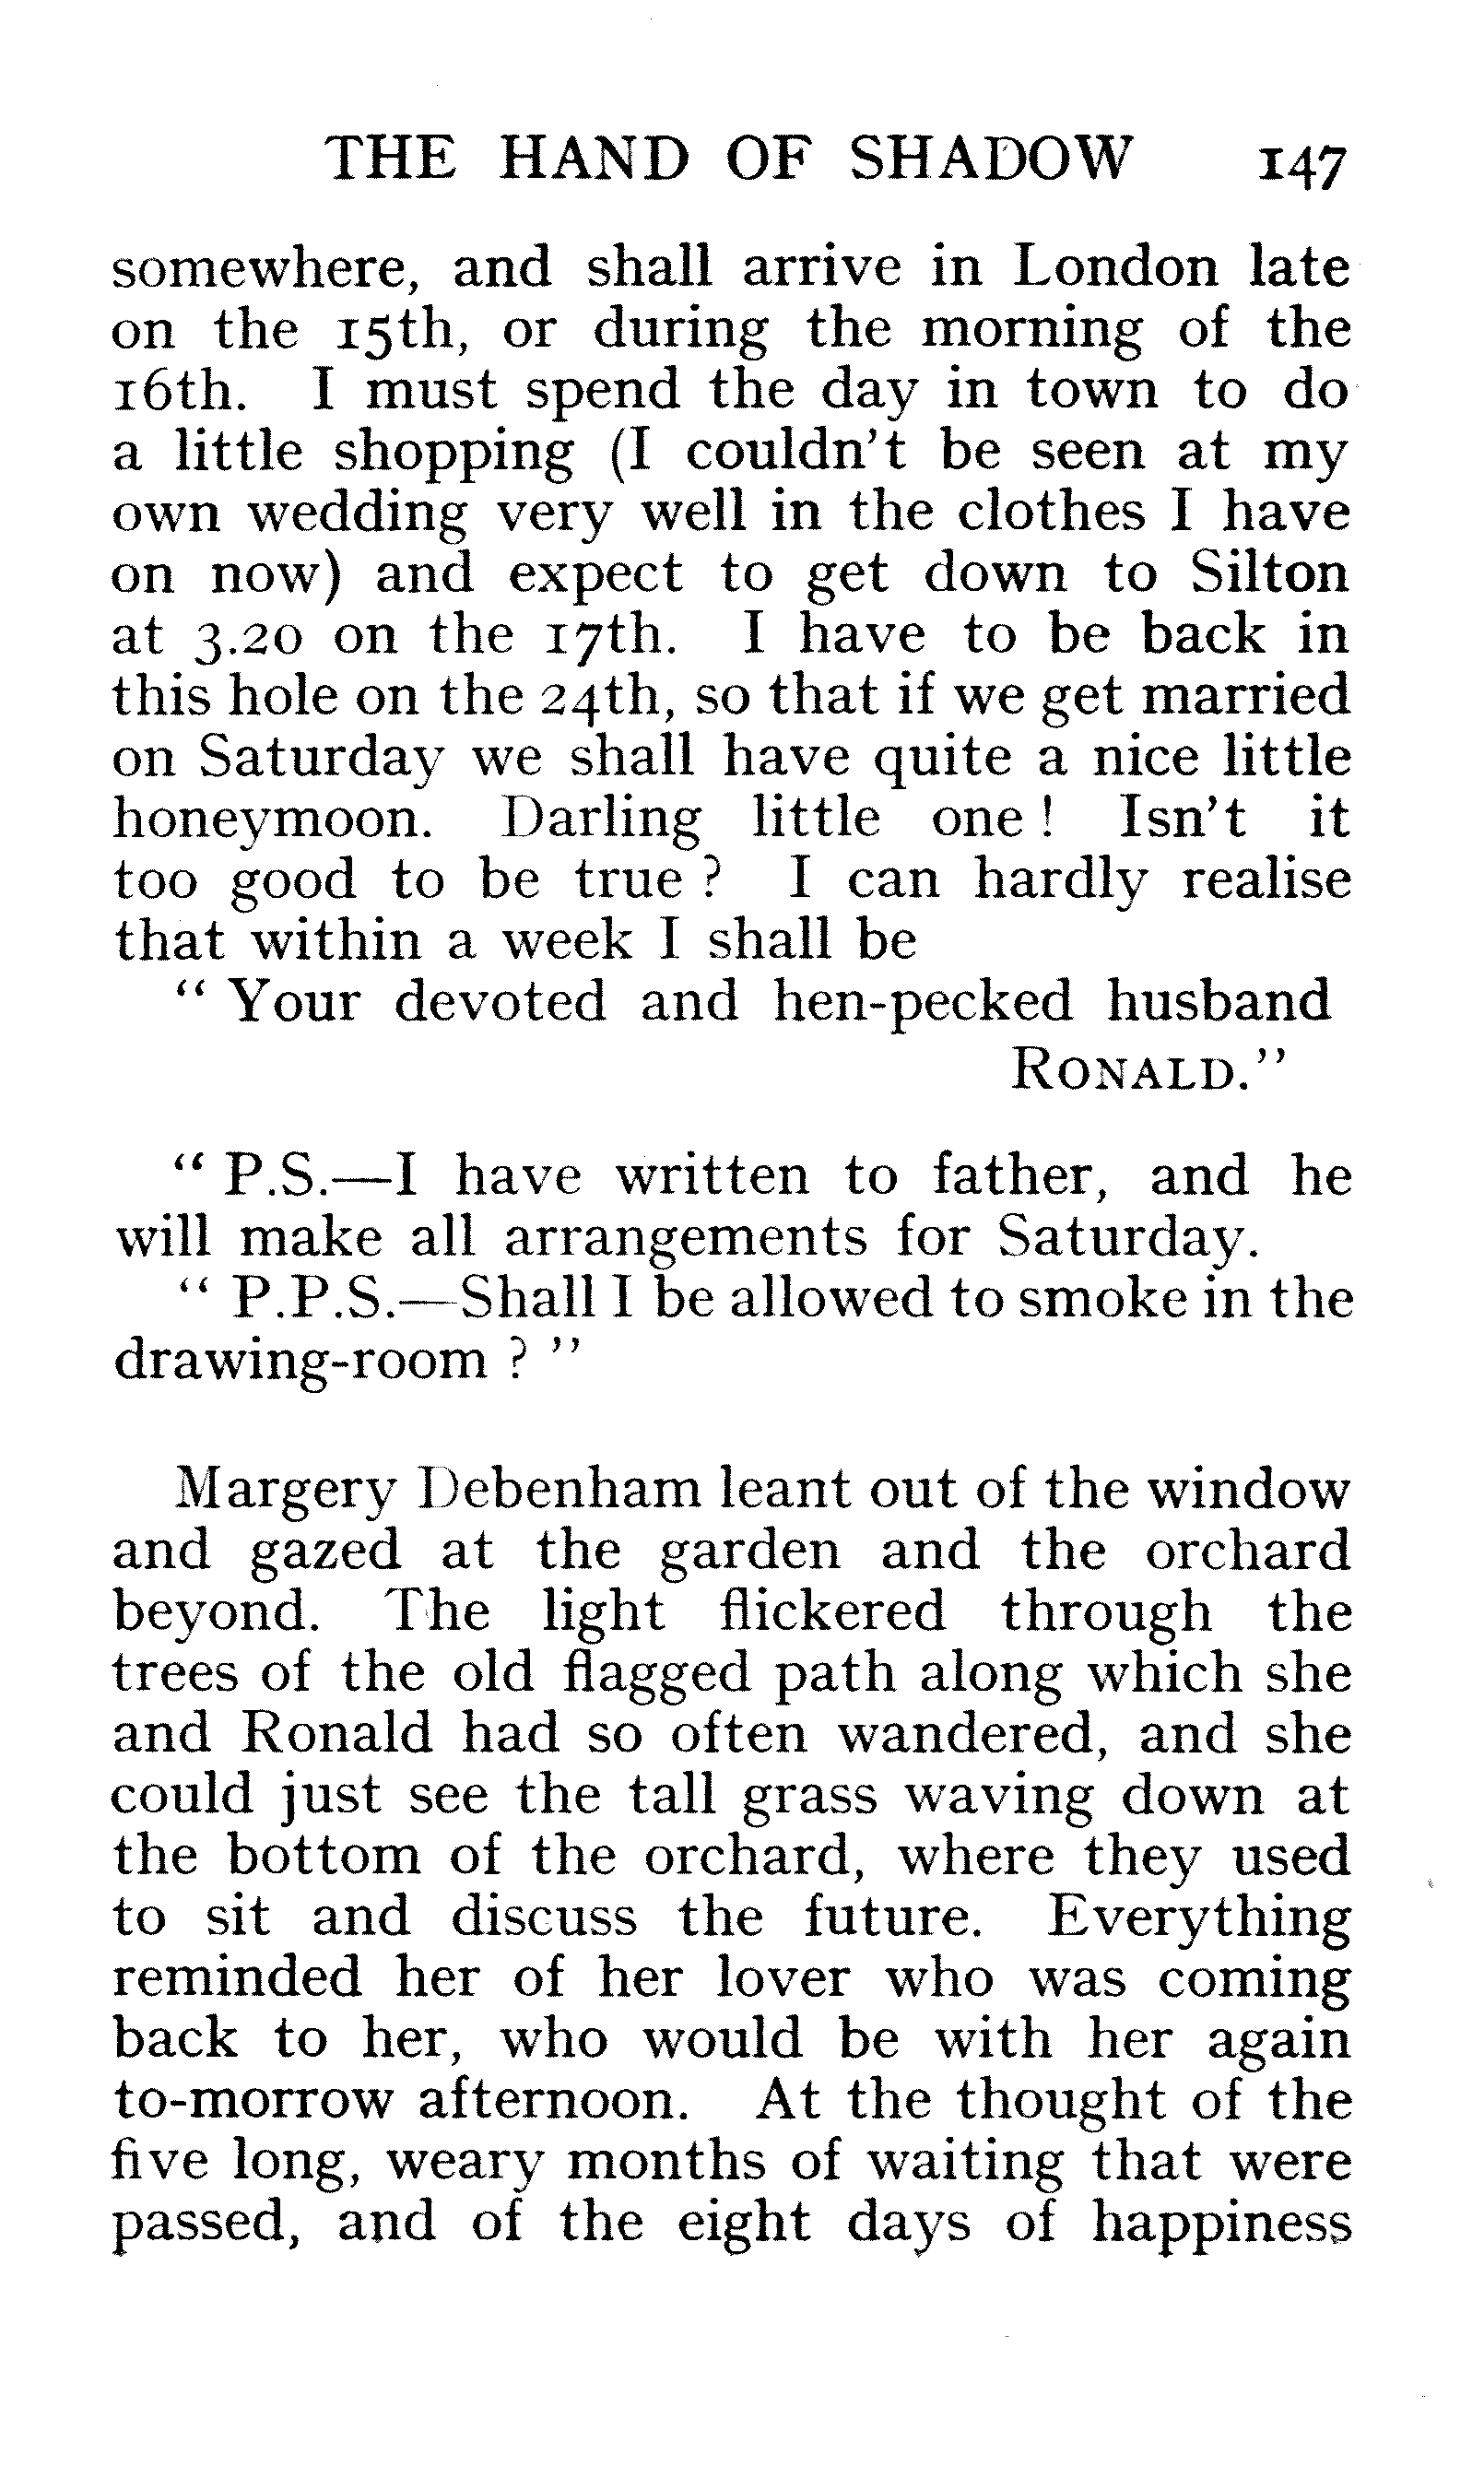 THE HAND OF SHADOW 147
somewhere, and shall arrive in London late
on the 15th, or during the morning of the
16th. I must spend the day in town to do
a little shopping (I couldn't be seen at my
own wedding very well in the clothes I have
on now) and expect to get down to Silton
at 3.20 on the 17th. I have to be back in
this hole on the 24th, so that if we get married
on Saturday we shall have quite a nice little
honeymoon. Darling little one ! Isn't it
too good to be true ? I can hardly realise
that within a week I shall be
“ Your devoted and hen-pecked husband
RONALD.”
“ P.S.—I have written to father, and he
will make all arrangements for Saturday.
“ P.P.S.—Shall I be allowed to smoke in the
drawing-room ? ”
Margery Debenham leant out of the window
and gazed at the garden and the orchard
beyond. The light flickered through the
trees of the old flagged path along which she
and Ronald had so often wandered, and she
could just see the tall grass waving down at
the bottom of the orchard, where they used
to sit and discuss the future. Everything
reminded her of her lover who was coming
back to her, who would be with her again
to-morrow afternoon. At the thought of the
five long, weary months of waiting that were
passed, and of the eight days of happiness